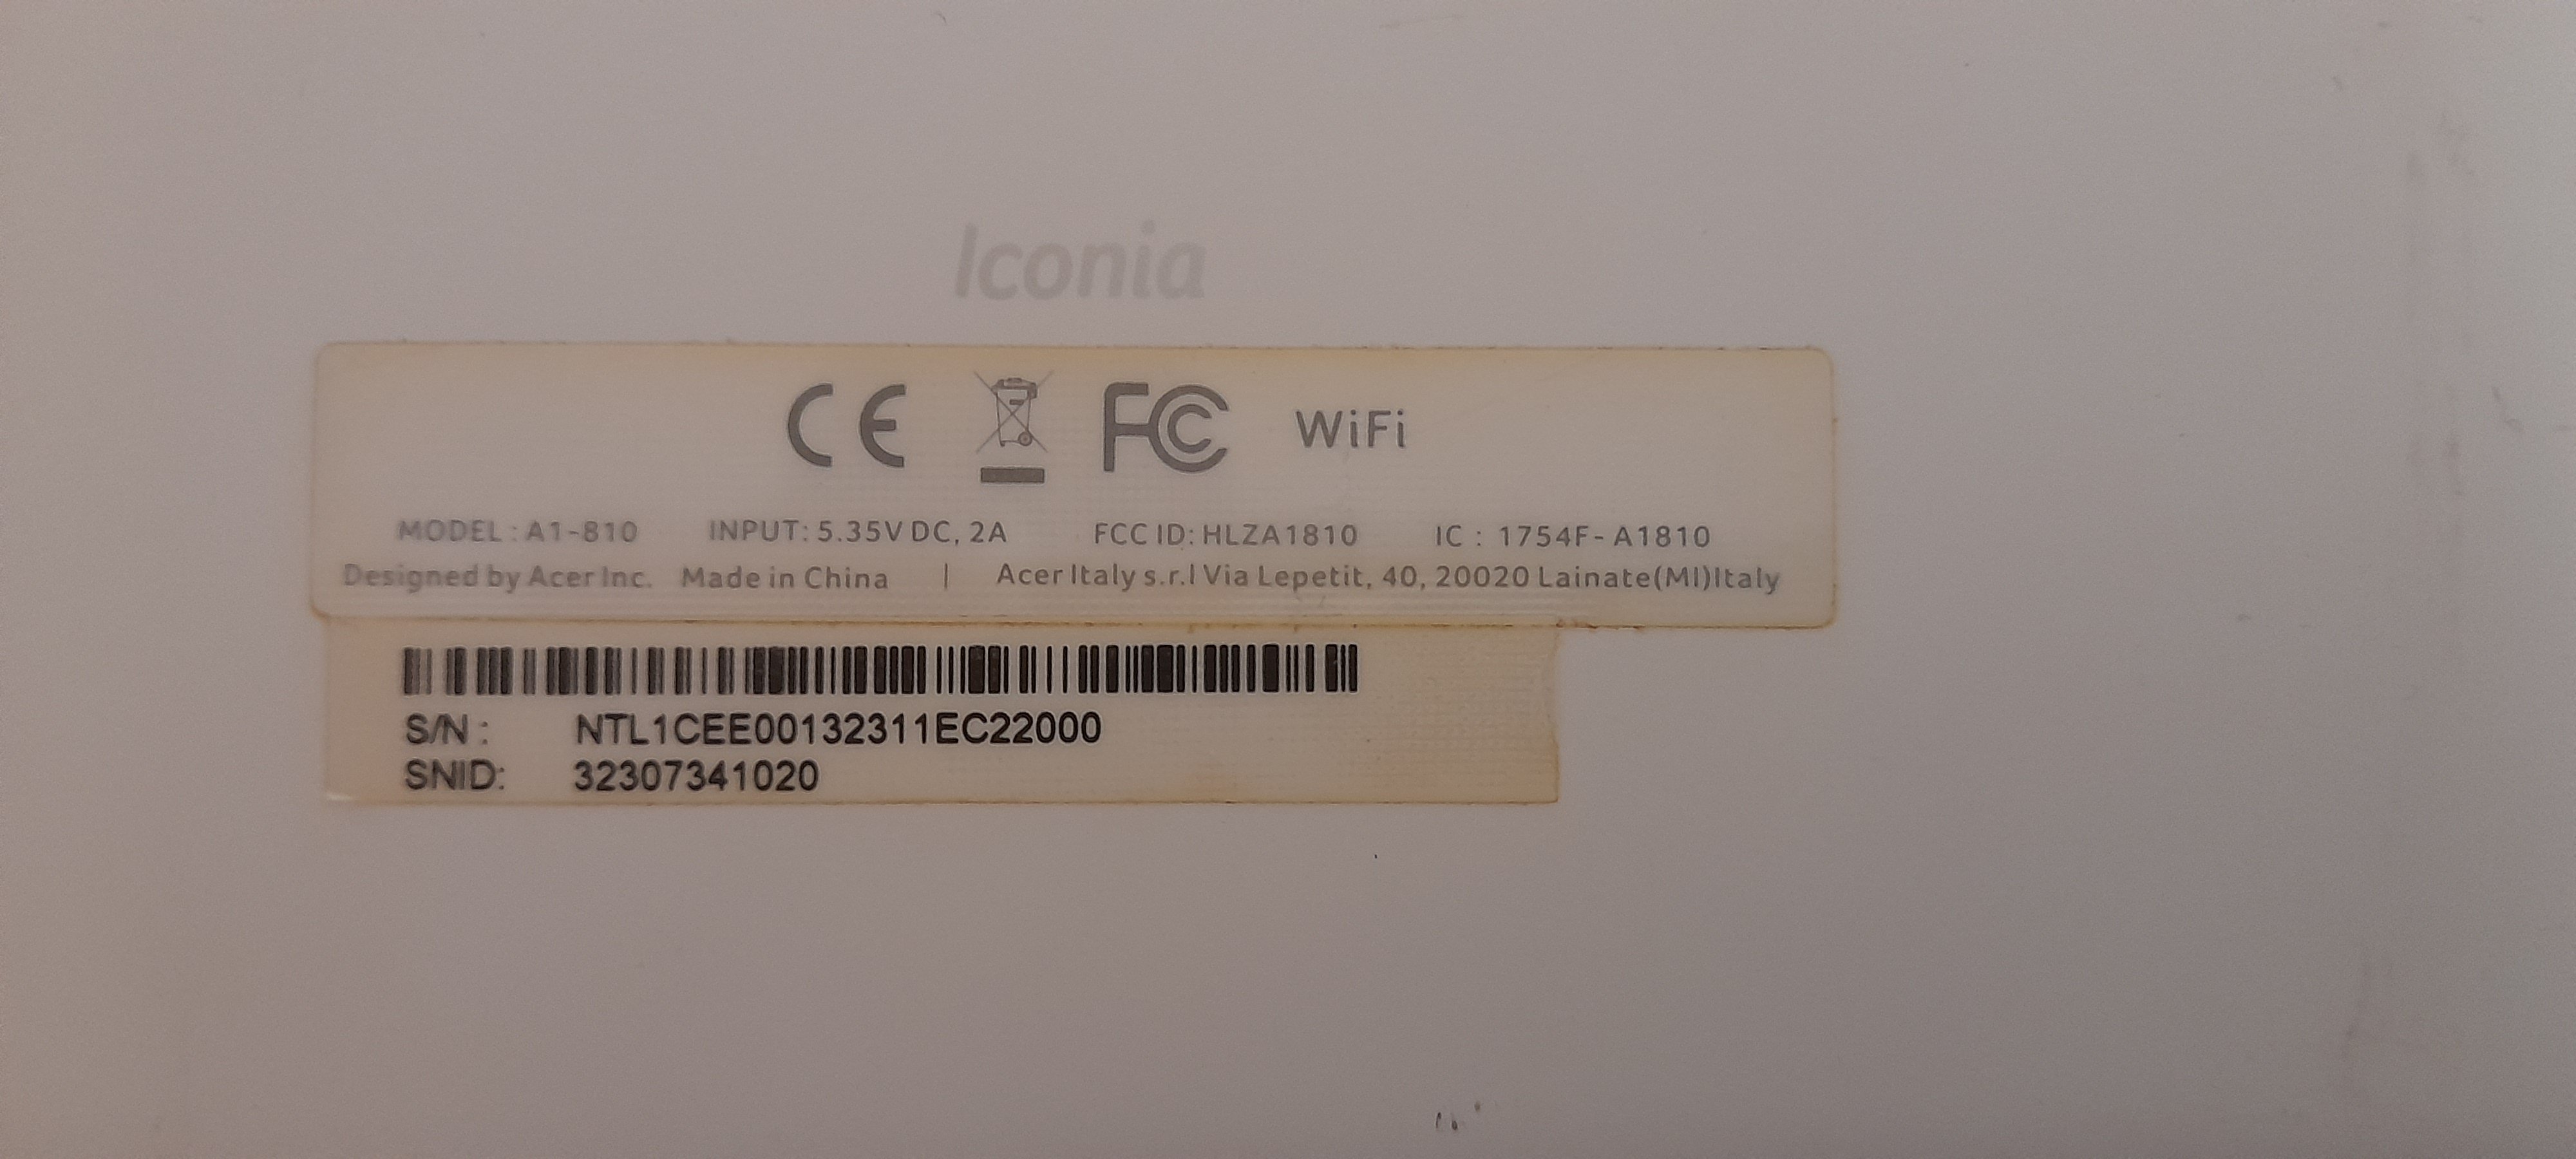 Iconia
CE FC WiFi
MODEL : A1-810 INPUT: 5.35V DC, 2A FCC ID: HLZA1810 IC : 1754F- A1810
Designed by Acer Inc. Made in China | Acer Italy s.r.l Via Lepetit, 40, 20020 Lainate(MI)Italy
S/N : NTL1CEE00132311EC22000
SNID: 32307341020